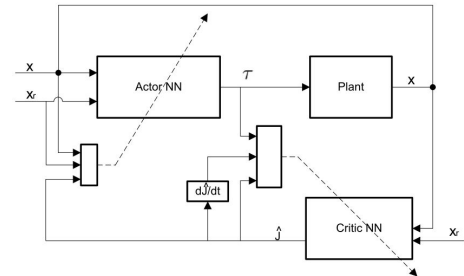 x
Actor NN
τ
Plant
x
xr
dĴ/dt
Ĵ
Critic NN
xr